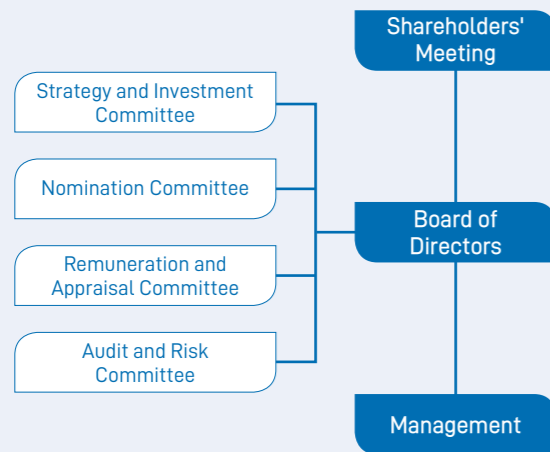 Shareholders'
Meeting
Strategy and Investment
Committee
Nomination Committee
Board of
Directors
Remuneration and
Appraisal Committee
Audit and Risk
Committee
Management